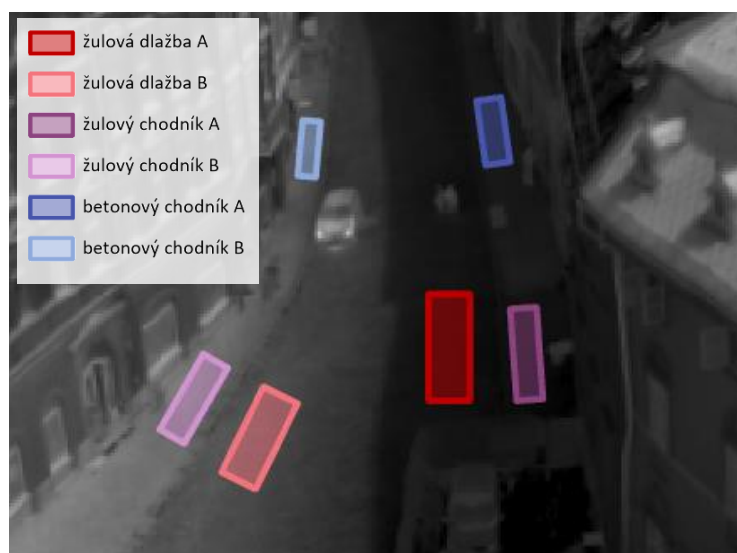 žulová dlažba A
žulová dlažba B
žulový chodník A
žulový chodník B
betonový chodník A
betonový chodník B